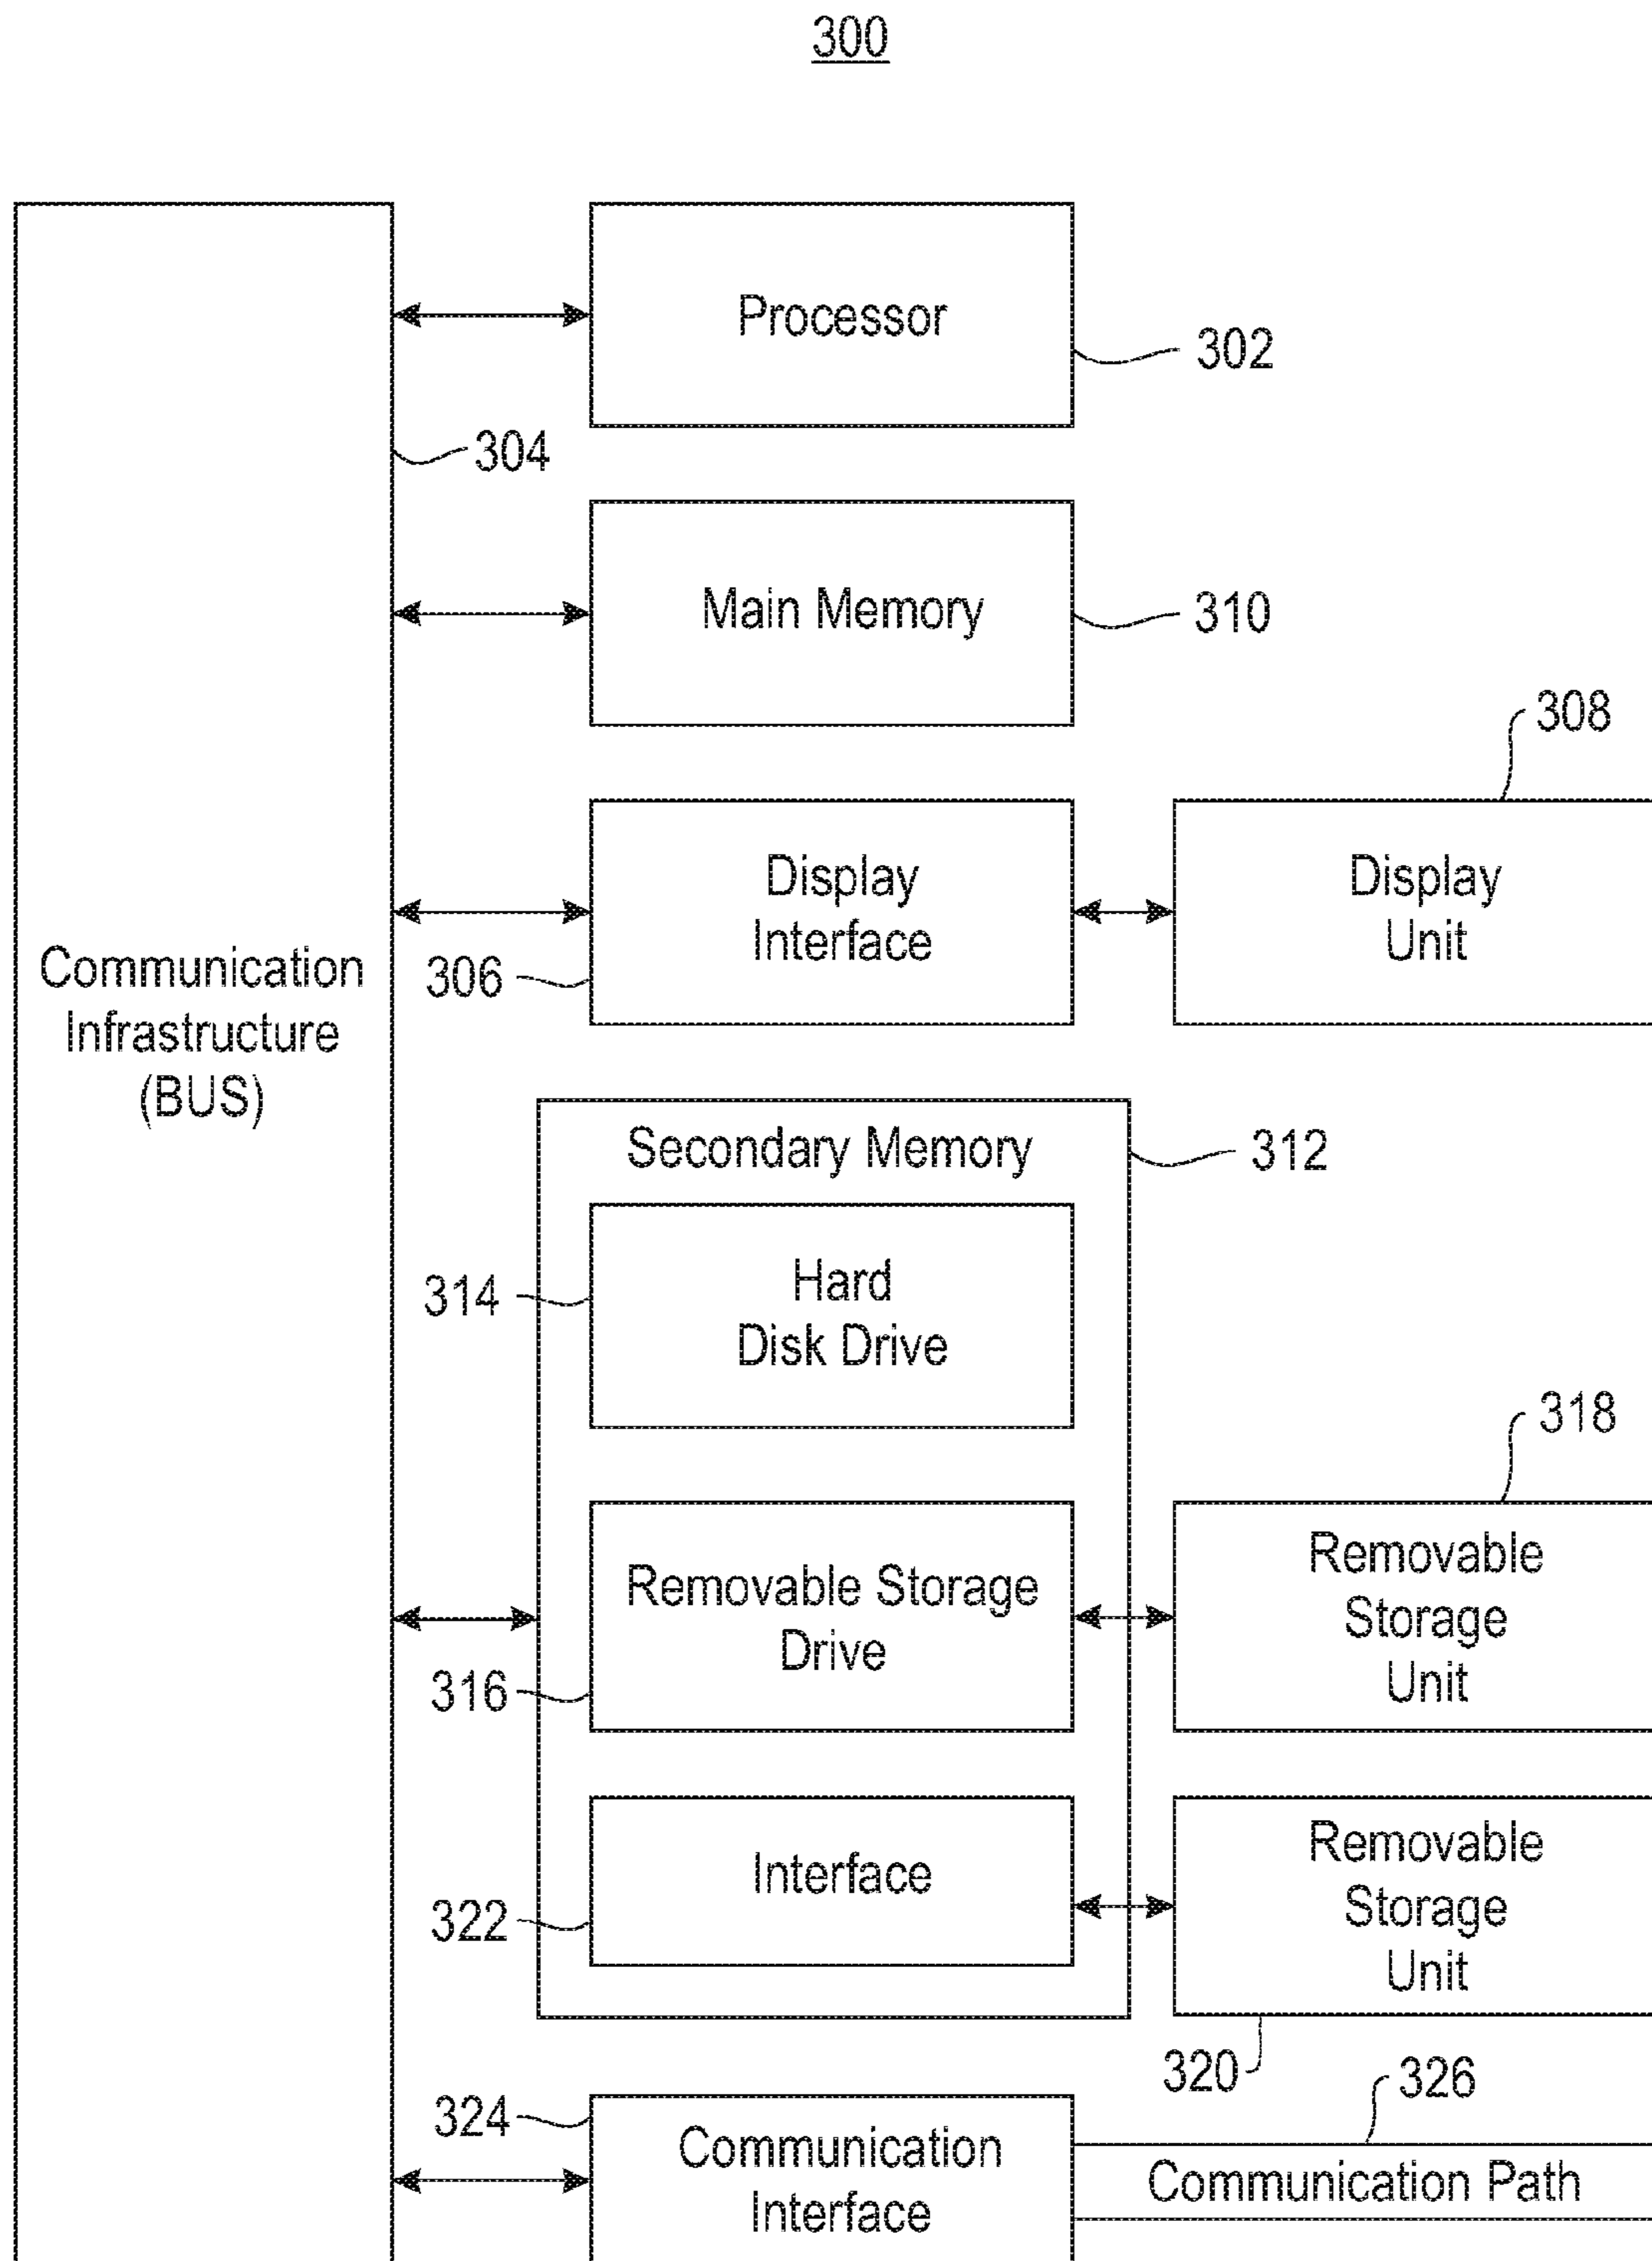 300
Processor
302
304
Main Memory
310
308
Display
Interface
Display
Unit
306
Communication
Infrastructure
(BUS)
Secondary Memory
312
Hard
Disk Drive
314
318
Removable Storage
Drive
316
Removable
Storage
Unit
Interface
322
Removable
Storage
Unit
320
326
324
Communication
Interface
Communication Path